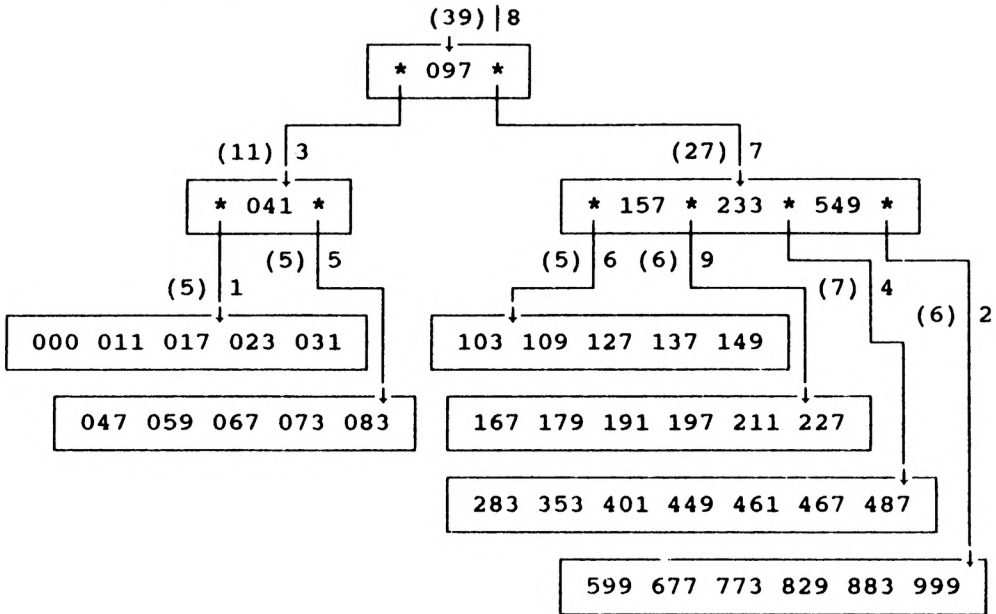 (39) 8
* 097 *
(11) 3
(27) 7
* 041 *
* 157 * 233 * 549 *
(5) 1
(5) 5
(5) 6
(6) 9
(7) 4
(6) 2
000 011 017 023 031
103 109 127 137 149
047 059 067 073 083
167 179 191 197 211 227
283 353 401 449 461 467 487
599 677 773 829 883 999